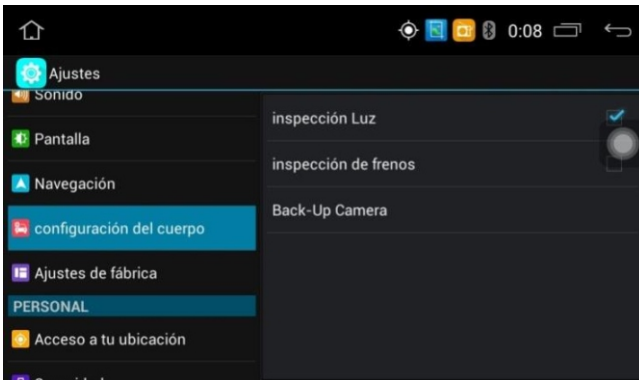 0:08
Ajustes
Sonido
Pantalla
Navegación
configuración del cuerpo
Ajustes de fábrica
PERSONAL
Acceso a tu ubicación
inspección Luz
inspección de frenos
Back-Up Camera